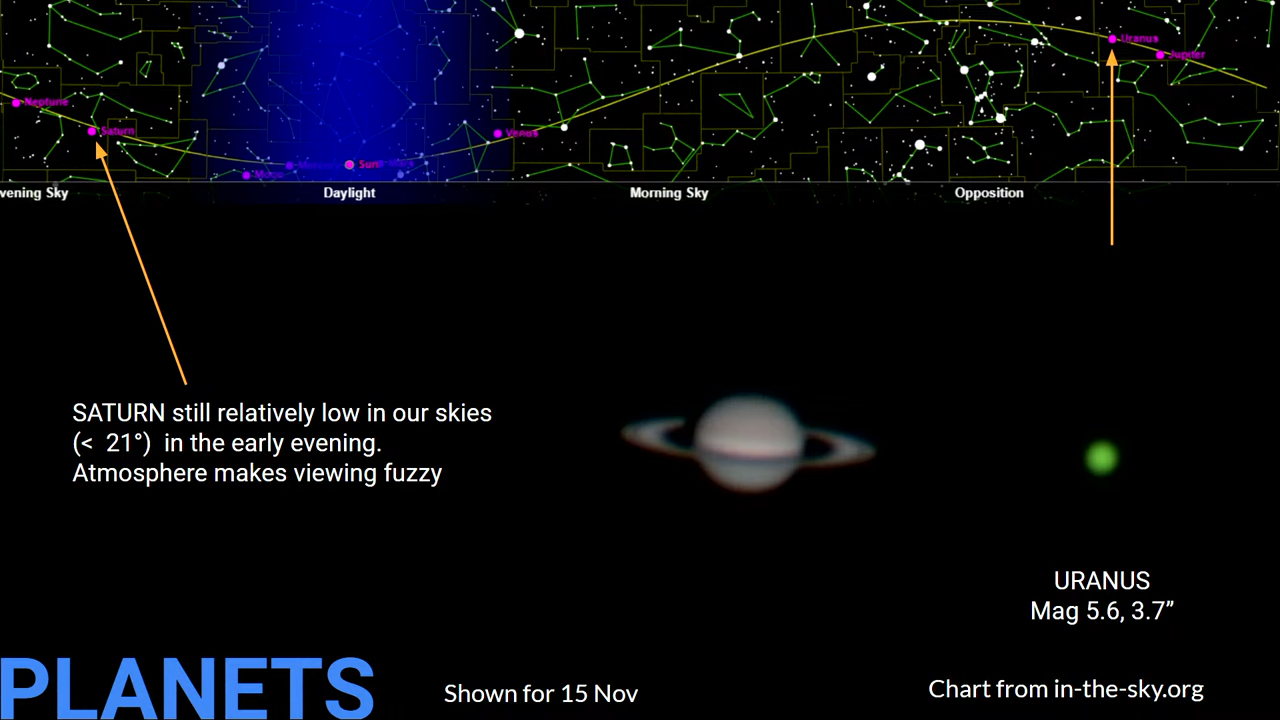 Uranus
Jupiter
Neptune
Saturn
Venus
Sun
vening Sky
Daylight
Morning Sky
Opposition
SATURN still relatively low in our skies
(< 21°) in the early evening.
Atmosphere makes viewing fuzzy
URANUS
Mag 5.6, 3.7”
PLANETS
Shown for 15 Nov
Chart from in-the-sky.org